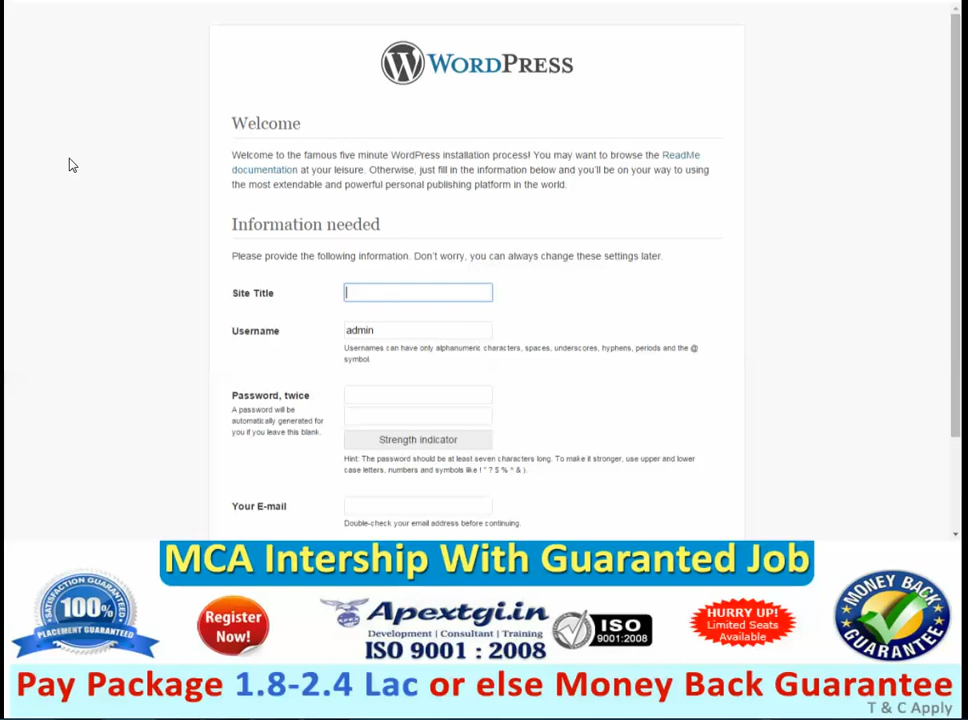 WORDPRESS
Welcome
Welcome to the famous five minute WordPress installation process! You may want to browse the ReadMe
documentation at your leisure. Otherwise, just fill in the information below and you'll be on your way to using
the most extendable and powerful personal publishing platform in the world.
Information needed
Please provide the following information. Don't worry, you can always change these settings later.
Site Title
Username
admin
Usernames can have only alphanumeric characters, spaces, underscores, hyphens, periods and the @
symbol
Password, twice
A password will be
automatically generated for
you if you leave this blank.
Strength indicator
Hint: The password should be at least seven characters long. To make it stronger, use upper and lower
case letters, numbers and symbols like ! " ? $ % ^ & ).
Your E-mail
Double-check your email address before continuing.
MCA Intership With Guaranted Job
SATISFACTION GUARANTEED
100%
PLACEMENT GUARANTEED
Register
Now!
Apextgi.in
Development | Consultant | Training
ISO 9001 : 2008
ISO
9001:2008
HURRY UP!
Limited Seats
Available
MONEY BACK
GUARANTEE
Pay Package 1.8-2.4 Lac or else Money Back Guarantee
T & C Apply